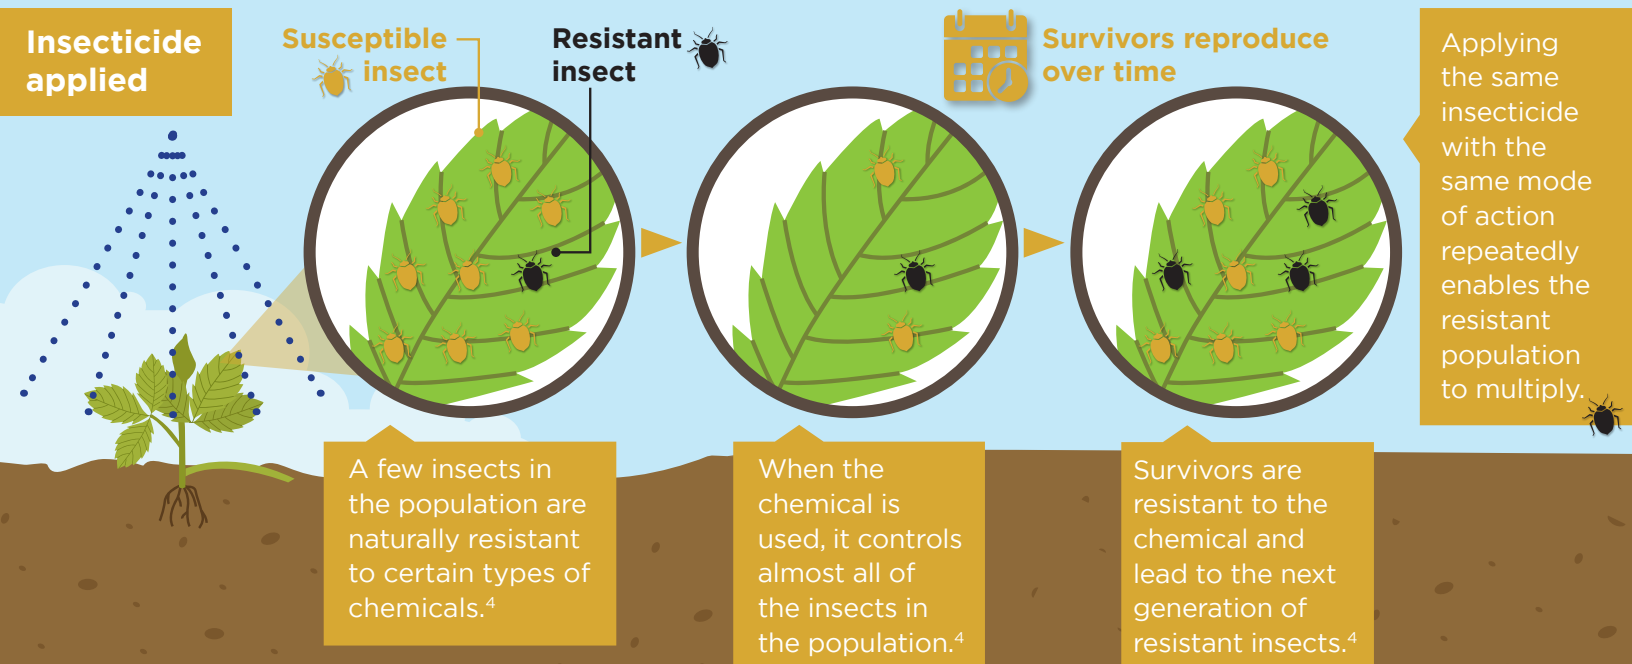 Insecticide
applied
Susceptible
insect
Resistant
insect
Survivors reproduce
over time
A few insects in
the population are
naturally resistant
to certain types of
chemicals.4
When the
chemical is
used, it controls
almost all of
the insects in
the population.4
Survivors are
resistant to the
chemical and
lead to the next
generation of
resistant insects.4
Applying
the same
insecticide
with the
same mode
of action
repeatedly
enables the
resistant
population
to multiply.